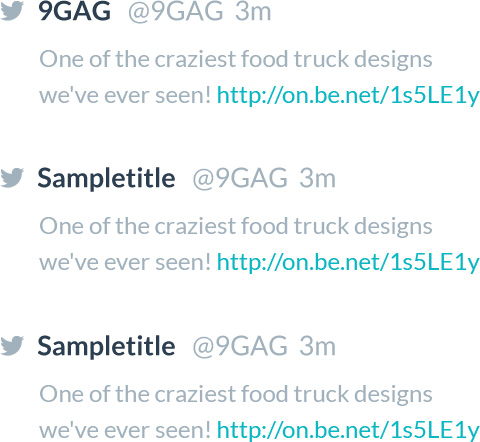 9GAG @9GAG 3m
One of the craziest food truck designs
we've ever seen! http://on.be.net/1s5LE1y
Sampletitle @9GAG 3m
One of the craziest food truck designs
we've ever seen! http://on.be.net/1s5LE1y
Sampletitle @9GAG 3m
One of the craziest food truck designs
we've ever seen! http://on.be.net/1s5LE1y